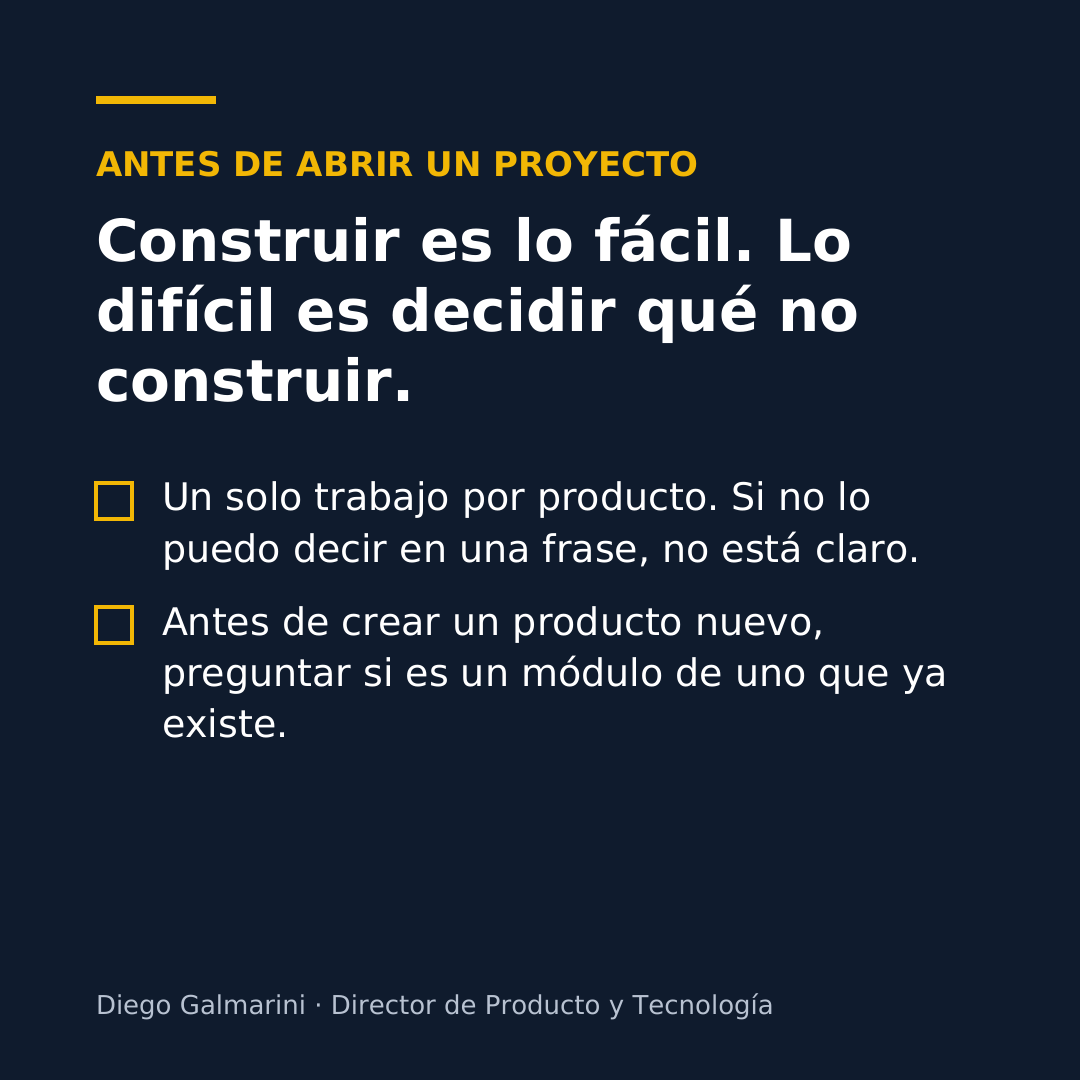 ANTES DE ABRIR UN PROYECTO
Construir es lo fácil. Lo
difícil es decidir qué no
construir.
Un solo trabajo por producto. Si no lo
puedo decir en una frase, no está claro.
Antes de crear un producto nuevo,
preguntar si es un módulo de uno que ya
existe.
Diego Galmarini · Director de Producto y Tecnología